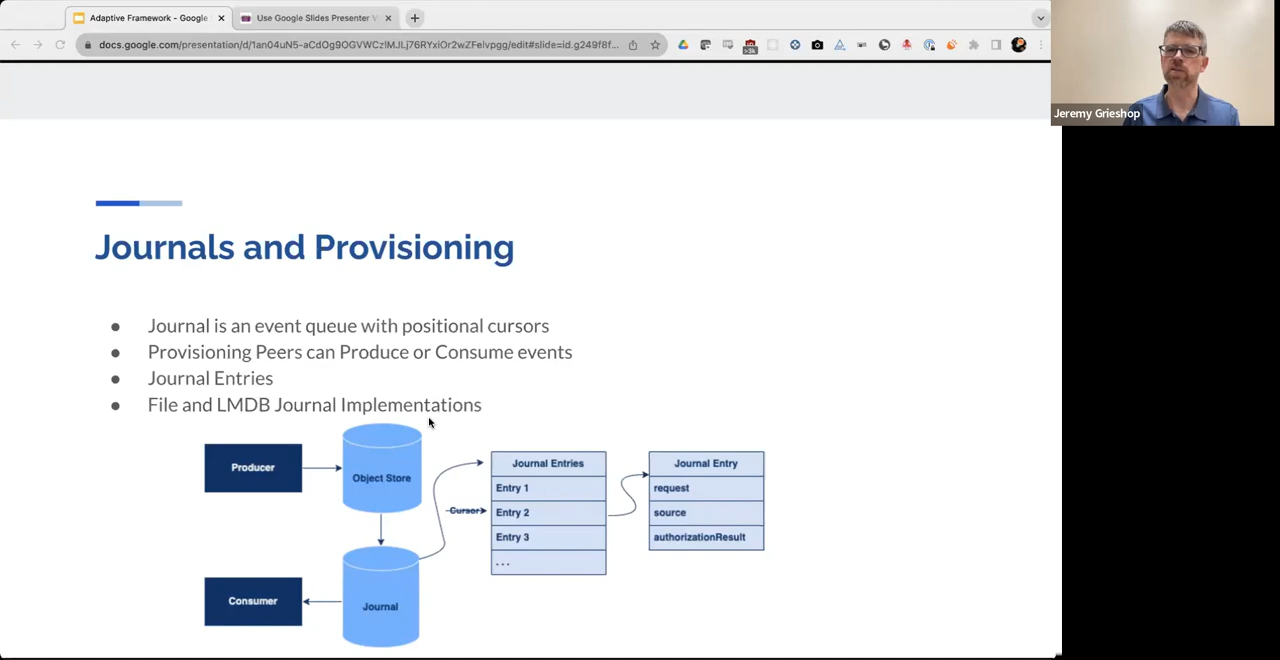 Adaptive Framework - Google
Use Google Slides Presenter V
docs.google.com/presentation/d/1an04uN5-aCdOg9OGVWCzIMJLj76RYxiOr2wZFelvpgg/edit#slide=id.g249f8f...
Jeremy Grieshop
Journals and Provisioning
● Journal is an event queue with positional cursors
● Provisioning Peers can Produce or Consume events
● Journal Entries
● File and LMDB Journal Implementations
Producer
Object Store
Journal Entries
Journal Entry
Entry 1
request
Cursor
Entry 2
source
Entry 3
authorizationResult
...
Consumer
Journal